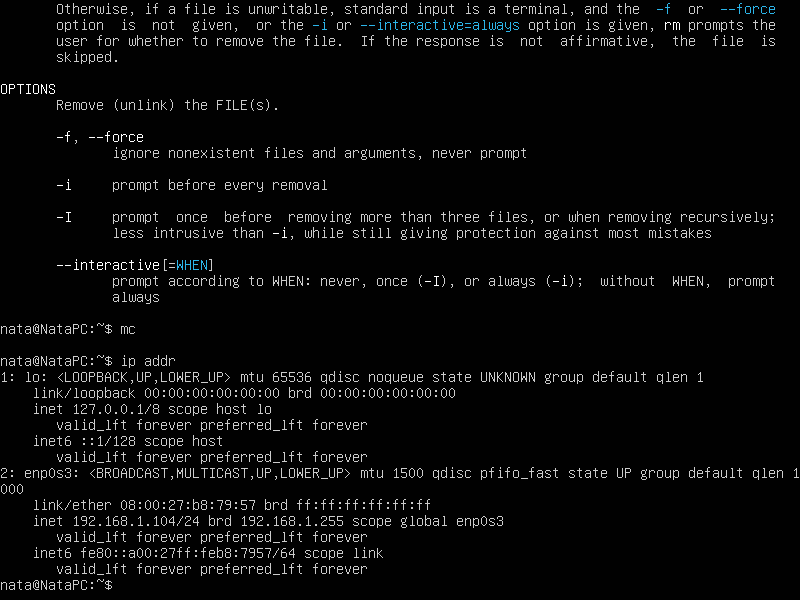 Otherwise, if a file is unwritable, standard input is a terminal, and the -f or --force
option is not given, or the -i or --interactive=always option is given, rm prompts the
user for whether to remove the file. If the response is not affirmative, the file is
skipped.
OPTIONS
Remove (unlink) the FILE(s).
-f, --force
ignore nonexistent files and arguments, never prompt
-i prompt before every removal
-I prompt once before removing more than three files, or when removing recursively;
less intrusive than -i, while still giving protection against most mistakes
--interactive[=WHEN]
prompt according to WHEN: never, once (-I), or always (-i); without WHEN, prompt
always
nata@NataPC:~$ mc
nata@NataPC:~$ ip addr
1: lo: <LOOPBACK,UP,LOWER_UP> mtu 65536 qdisc noqueue state UNKNOWN group default qlen 1
link/loopback 00:00:00:00:00:00 brd 00:00:00:00:00:00
inet 127.0.0.1/8 scope host lo
valid_lft forever preferred_lft forever
inet6 ::1/128 scope host
valid_lft forever preferred_lft forever
2: enp0s3: <BROADCAST,MULTICAST,UP,LOWER_UP> mtu 1500 qdisc pfifo_fast state UP group default qlen 1
000
link/ether 08:00:27:b8:79:57 brd ff:ff:ff:ff:ff:ff
inet 192.168.1.104/24 brd 192.168.1.255 scope global enp0s3
valid_lft forever preferred_lft forever
inet6 fe80::a00:27ff:feb8:7957/64 scope link
valid_lft forever preferred_lft forever
nata@NataPC:~$